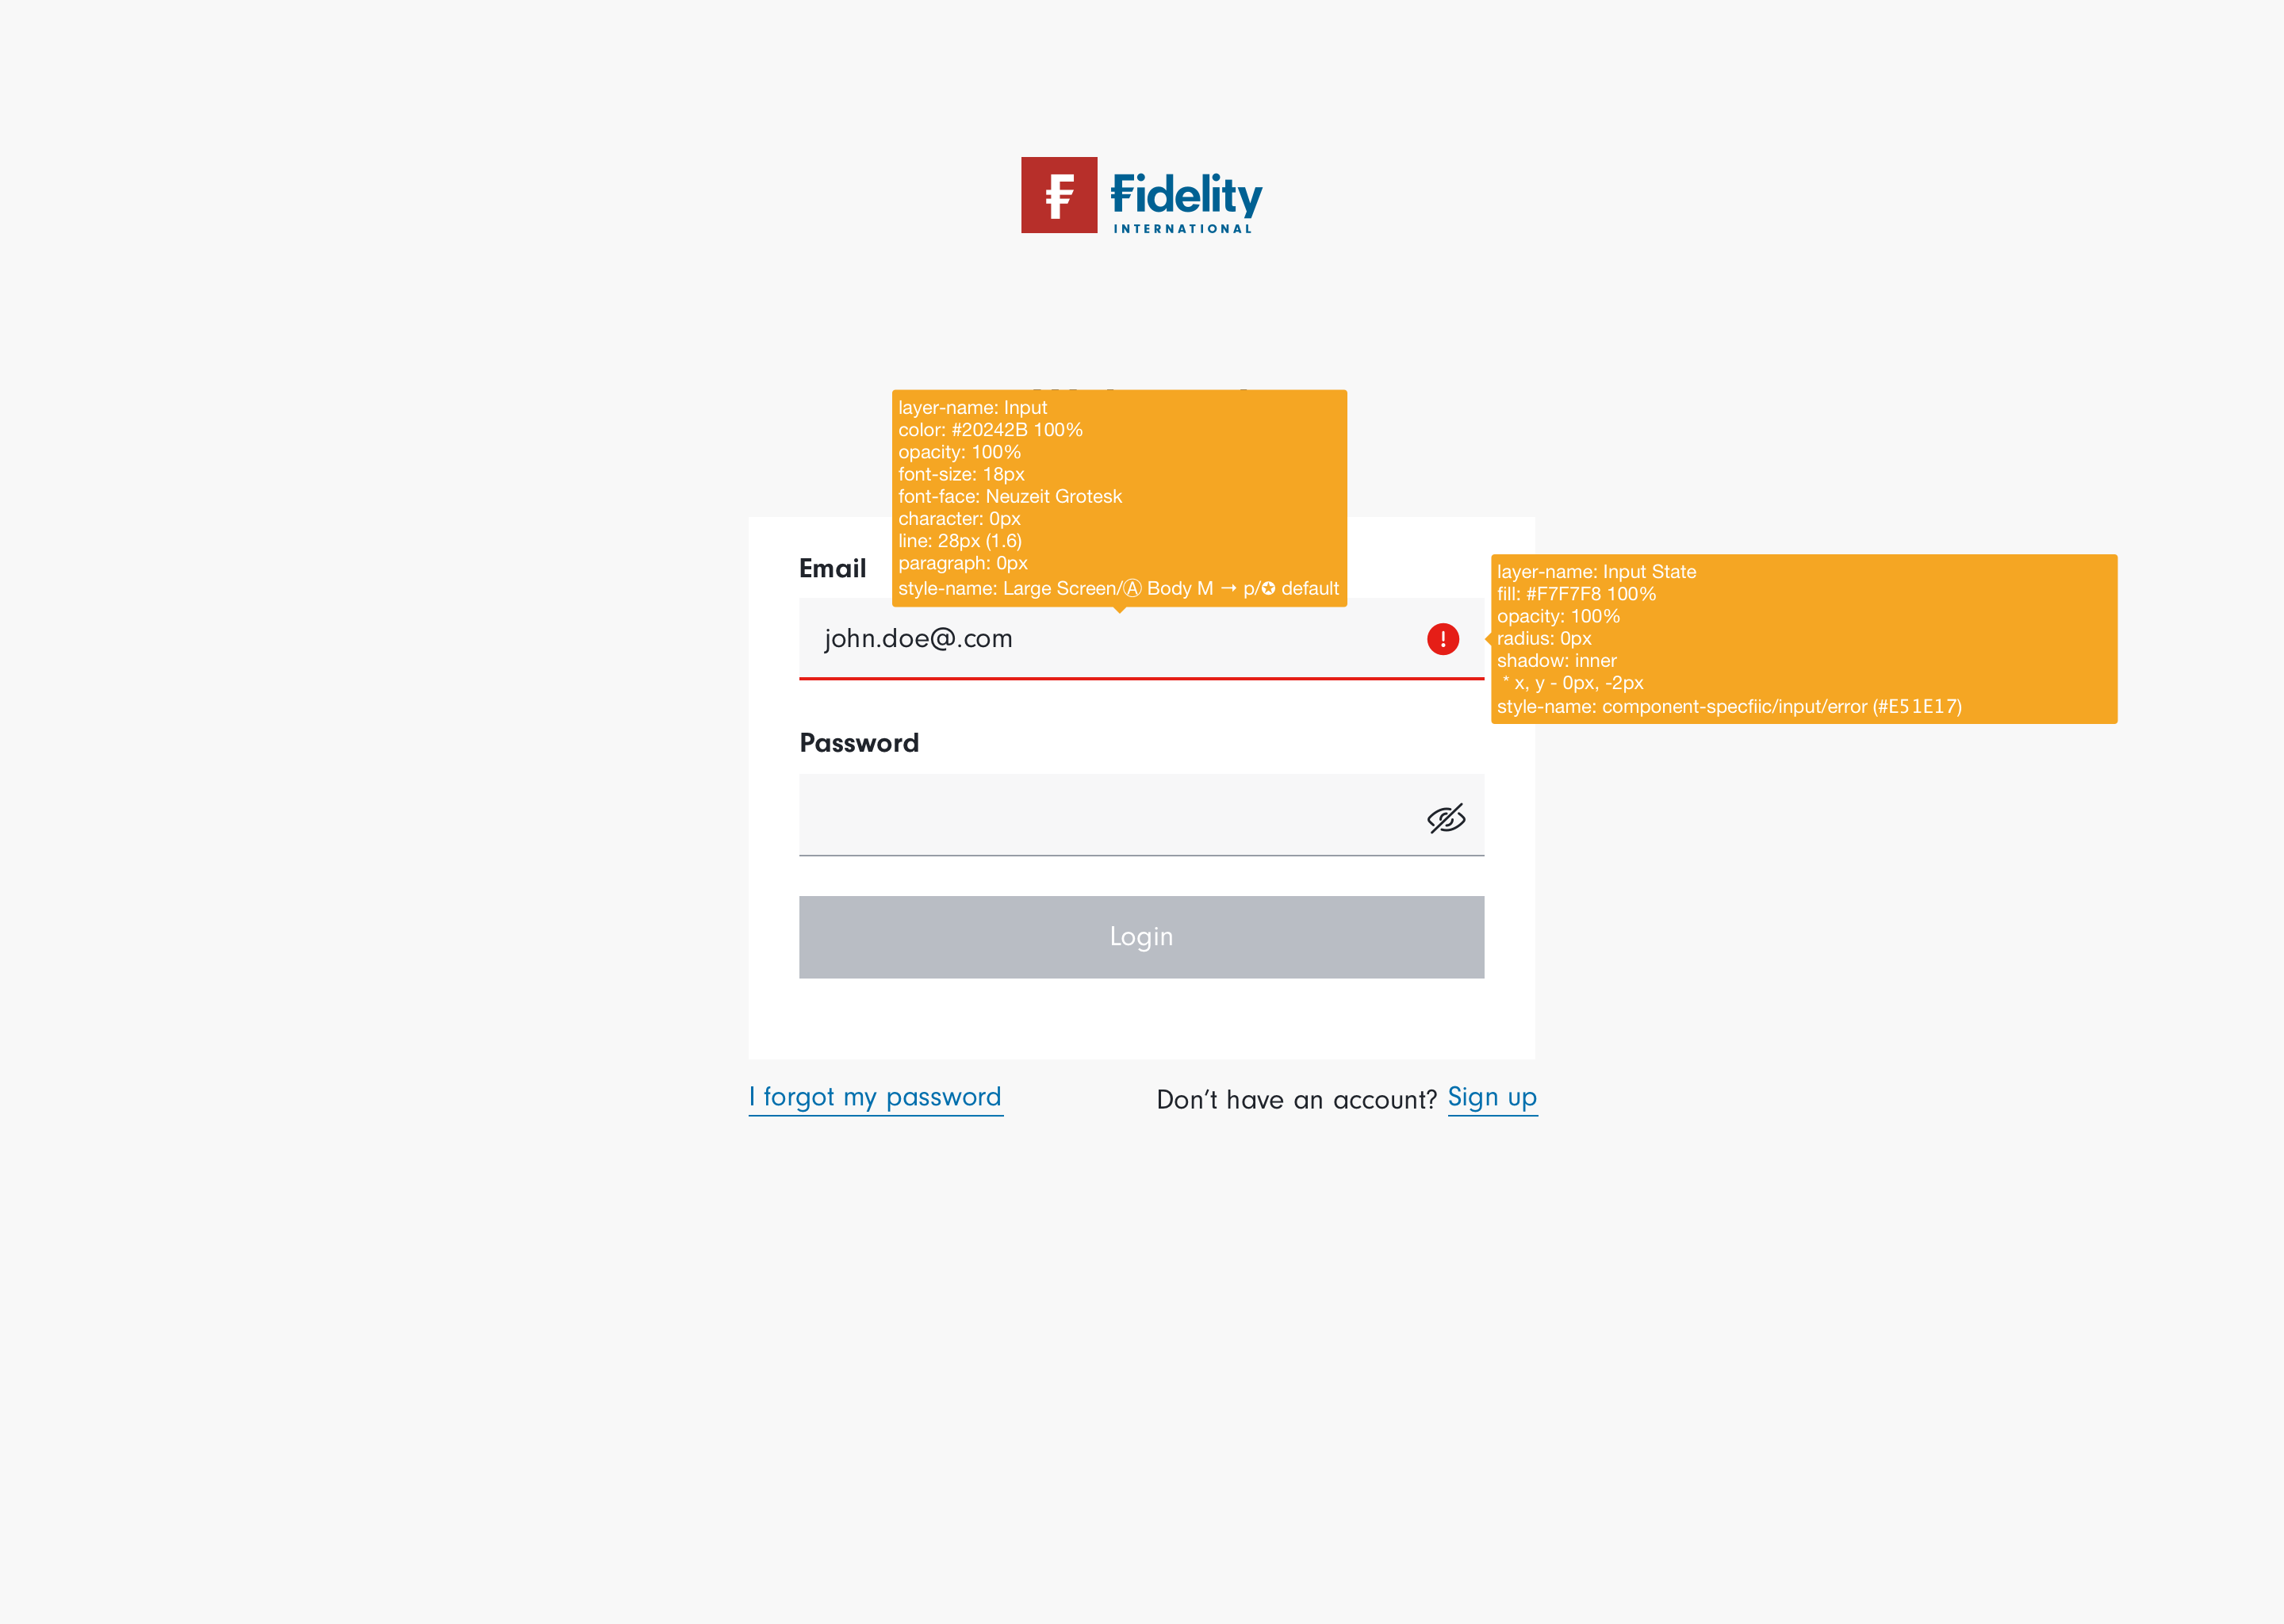 Fidelity
INTERNATIONAL
layer-name: Input
color: #20242B 100%
opacity: 100%
font-size: 18px
font-face: Neuzeit Grotesk
character: 0px
line: 28px (1.6)
paragraph: 0px
style-name: Large Screen/Ⓐ Body M → p/✪ default
Email
layer-name: Input State
fill: #F7F7F8 100%
opacity: 100%
radius: 0px
shadow: inner
* x, y - 0px, -2px
style-name: component-specfiic/input/error (#E51E17)
john.doe@.com
Password
Login
I forgot my password
Don’t have an account? Sign up